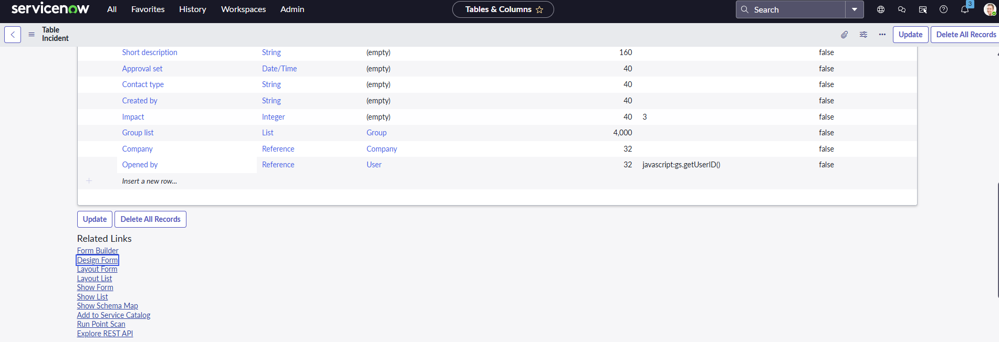 servicenow All Favorites History Workspaces Admin Tables & Columns Search 3
Table
Incident
Update Delete All Records
Short description String (empty) 160 false
Approval set Date/Time (empty) 40 false
Contact type String (empty) 40 false
Created by String (empty) 40 false
Impact Integer (empty) 40 3 false
Group list List Group 4,000 false
Company Reference Company 32 false
Opened by Reference User 32 javascript:gs.getUserID() false
Insert a new row...
Update Delete All Records
Related Links
Form Builder
Design Form
Layout Form
Layout List
Show Form
Show List
Show Schema Map
Add to Service Catalog
Run Point Scan
Explore REST API